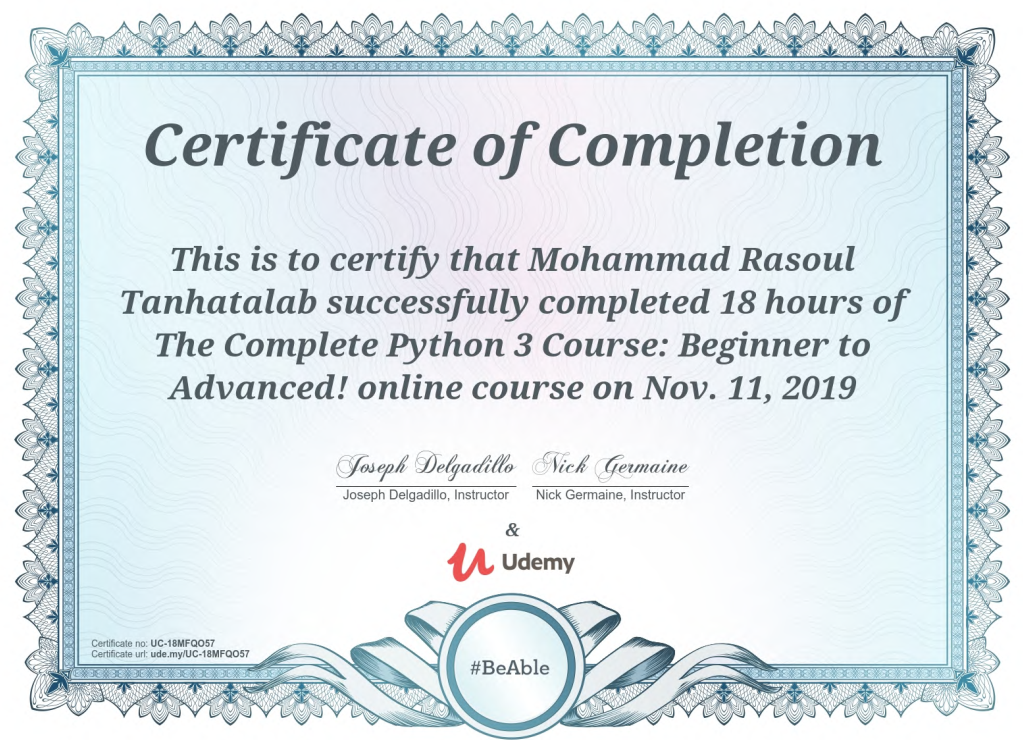 Certificate of Completion
This is to certify that Mohammad Rasoul
Tanhatalab successfully completed 18 hours of
The Complete Python 3 Course: Beginner to
Advanced! online course on Nov. 11, 2019
Joseph Delgadillo Nick Germaine
Joseph Delgadillo, Instructor Nick Germaine, Instructor
&
Udemy
Certificate no: UC-18MFQO57
Certificate url: ude.my/UC-18MFQO57
#BeAble